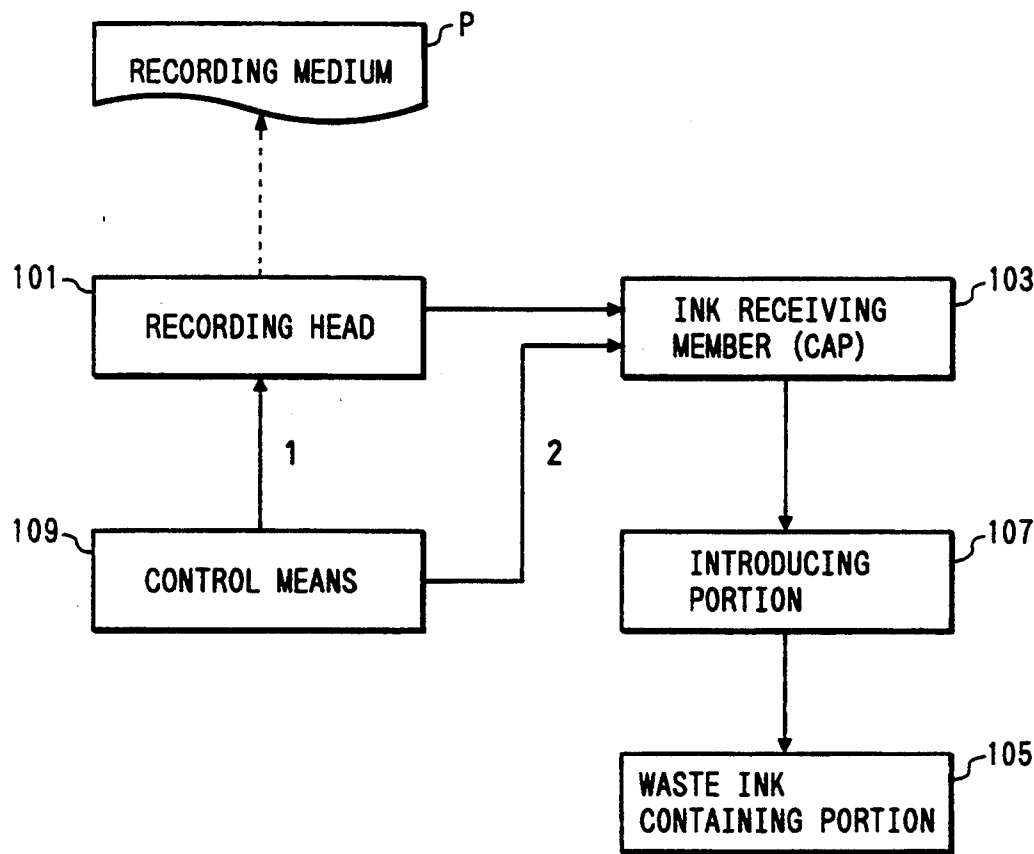 P
RECORDING MEDIUM
101
RECORDING HEAD
103
INK RECEIVING
MEMBER (CAP)
1
2
109
CONTROL MEANS
107
INTRODUCING
PORTION
105
WASTE INK
CONTAINING PORTION